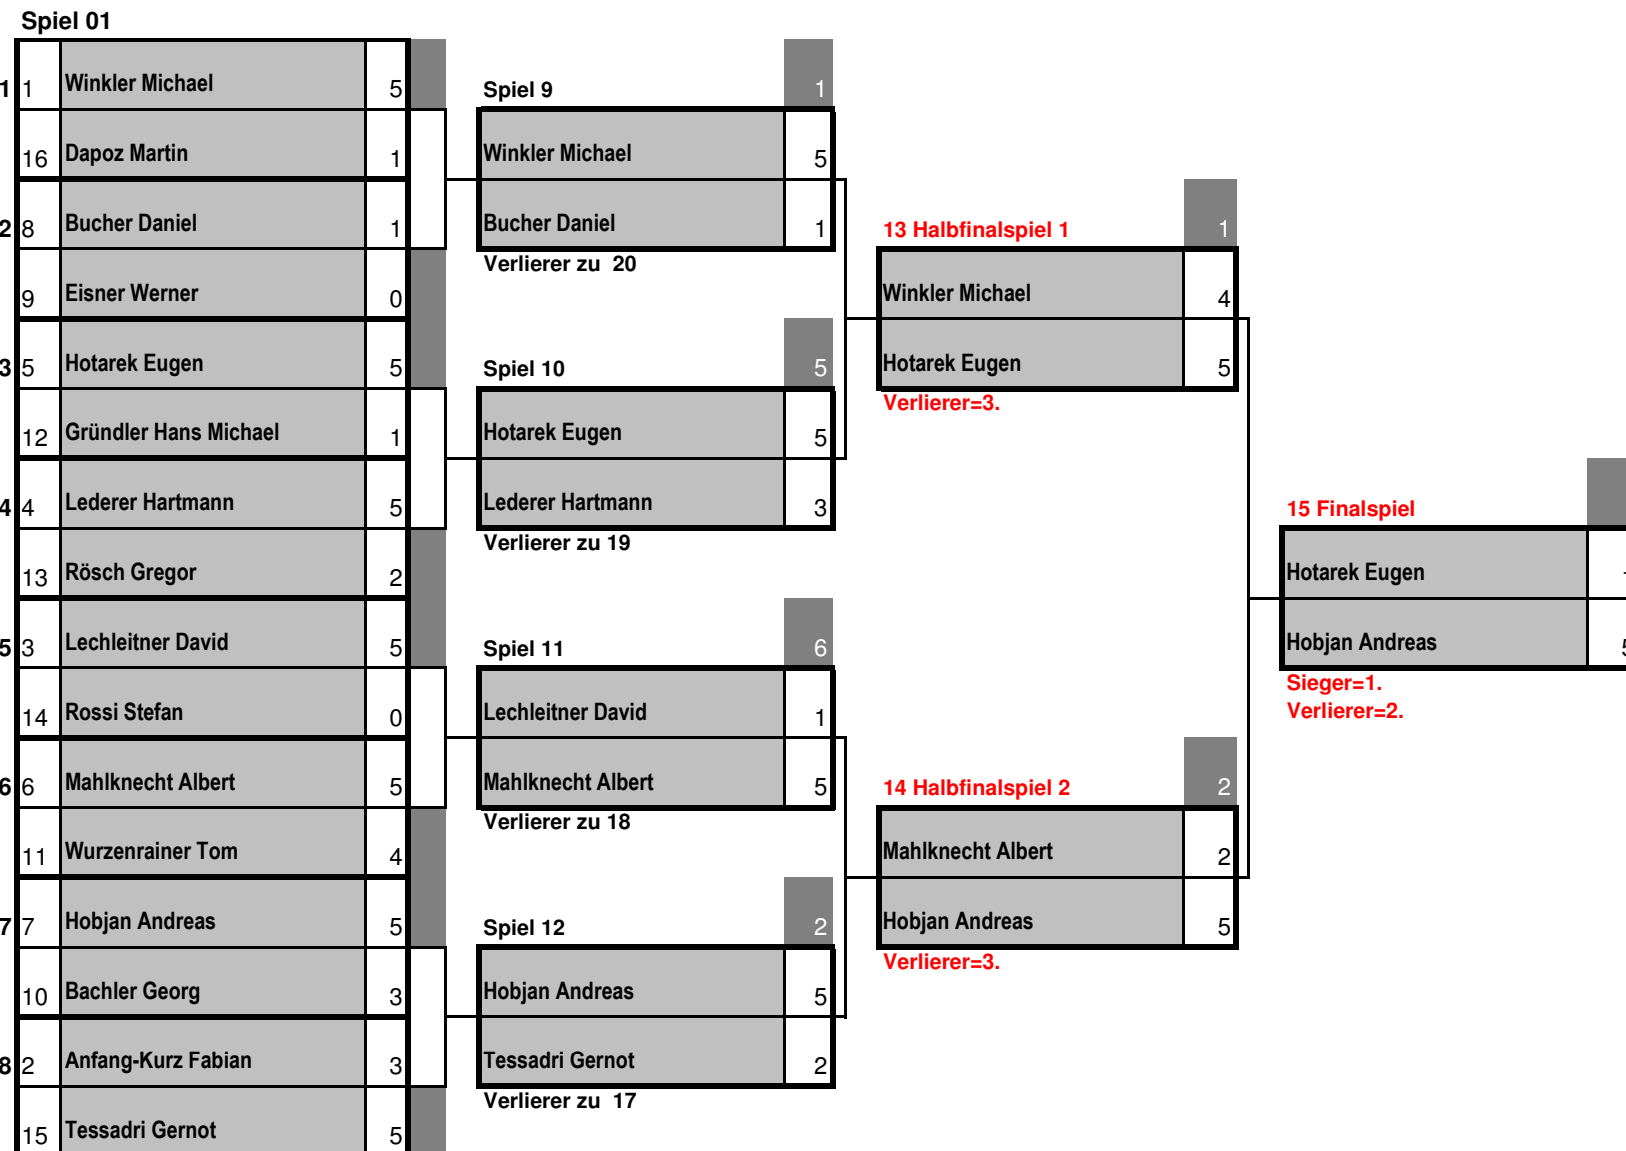 Spiel 01
1 1 Winkler Michael 5
16 Dapoz Martin 1
2 8 Bucher Daniel 1
9 Eisner Werner 0
3 5 Hotarek Eugen 5
12 Gründler Hans Michael 1
4 4 Lederer Hartmann 5
13 Rösch Gregor 2
5 3 Lechleitner David 5
14 Rossi Stefan 0
6 6 Mahlknecht Albert 5
11 Wurzenrainer Tom 4
7 7 Hobjan Andreas 5
10 Bachler Georg 3
8 2 Anfang-Kurz Fabian 3
15 Tessadri Gernot 5
Spiel 9 1
Winkler Michael 5
Bucher Daniel 1
Verlierer zu 20
Spiel 10 5
Hotarek Eugen 5
Lederer Hartmann 3
Verlierer zu 19
Spiel 11 6
Lechleitner David 1
Mahlknecht Albert 5
Verlierer zu 18
Spiel 12 2
Hobjan Andreas 5
Tessadri Gernot 2
Verlierer zu 17
13 Halbfinalspiel 1 1
Winkler Michael 4
Hotarek Eugen 5
Verlierer=3.
14 Halbfinalspiel 2 2
Mahlknecht Albert 2
Hobjan Andreas 5
Verlierer=3.
15 Finalspiel
Hotarek Eugen
Hobjan Andreas 5
Sieger=1.
Verlierer=2.